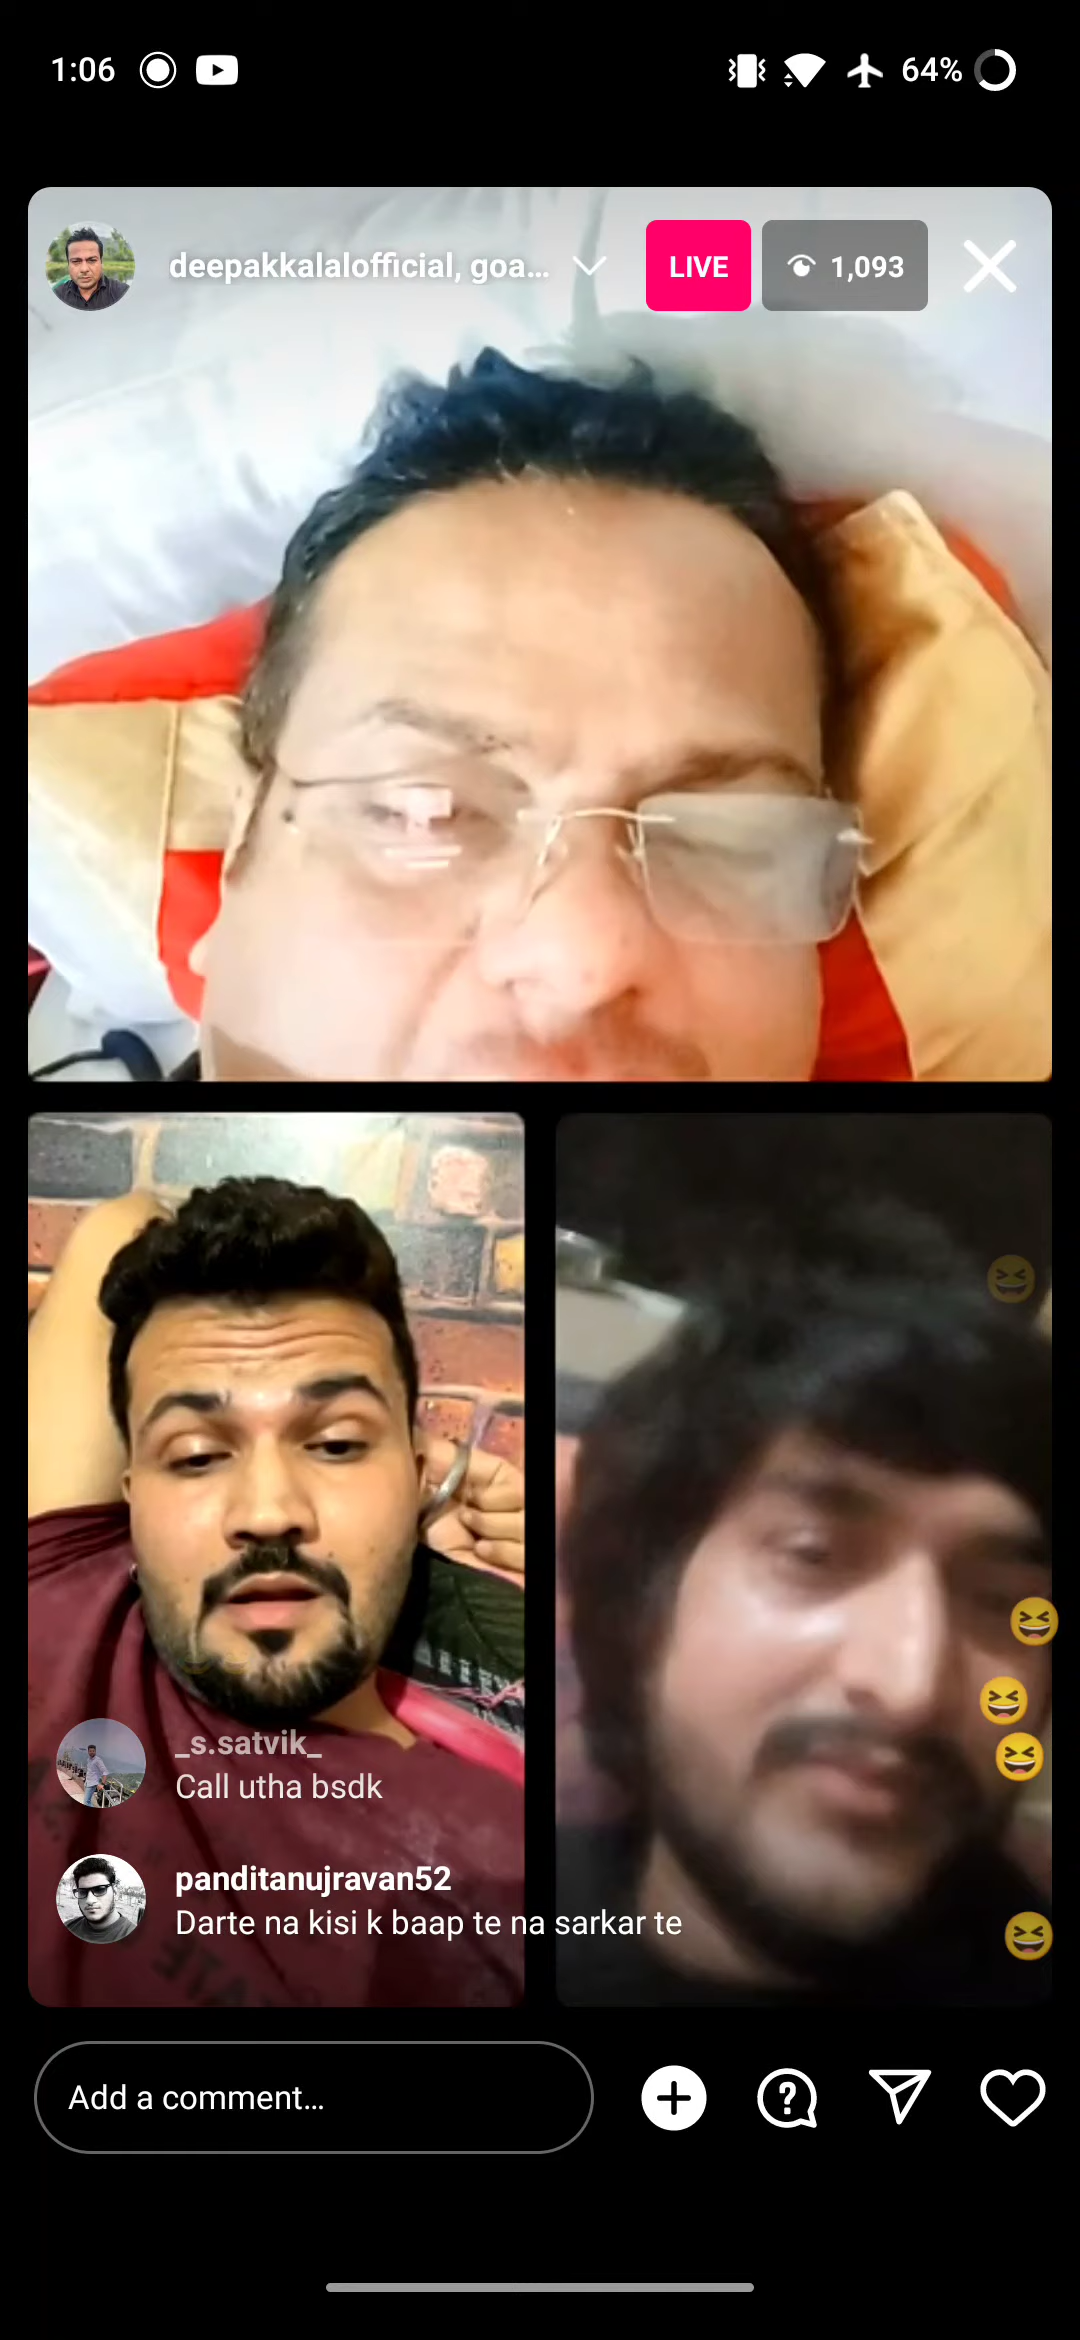 1:06 64%
deepakkalalofficial, goa... LIVE 1,093
_s.satvik_
Call utha bsdk
panditanujravan52
Darte na kisi k baap te na sarkar te
Add a comment...